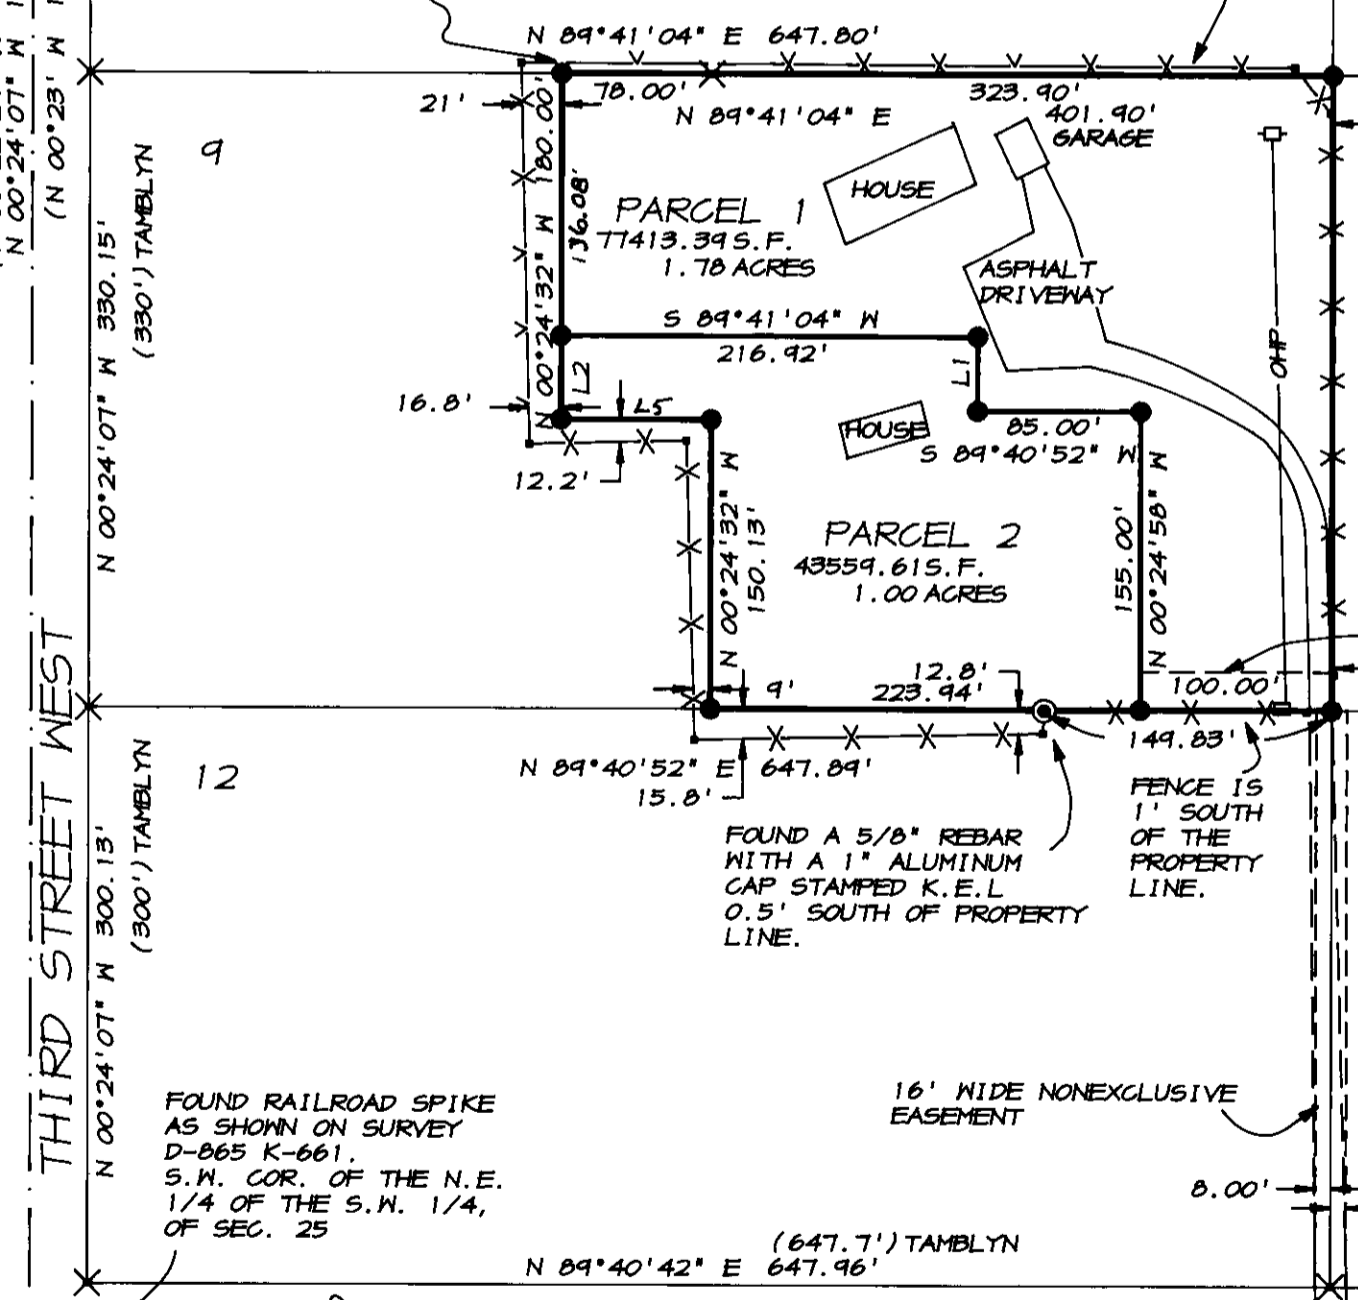 N 89°41'04" E 647.80'
78.00'
323.90'
N 89°41'04" E
401.90'
GARAGE
21'
N 00°24'07" W
(N 00°23' W
9
(330') TAMBLYN
N 00°24'07" W 330.15'
N 00°24'32" W 180.00'
136.08'
HOUSE
PARCEL 1
77413.39 S.F.
1.78 ACRES
ASPHALT
DRIVEWAY
S 89°41'04" W
216.92'
OHP
L1
L2
16.8'
L5
HOUSE
85.00'
S 89°40'52" W
12.2'
N 00°24'32" W
150.13'
PARCEL 2
43559.61 S.F.
1.00 ACRES
155.00'
N 00°24'58" W
12.8'
9'
223.94'
100.00'
149.83'
N 89°40'52" E 647.89'
15.8'
12
(300') TAMBLYN
N 00°24'07" W 300.13'
THIRD STREET WEST
FENCE IS
1' SOUTH
OF THE
PROPERTY
LINE.
FOUND A 5/8" REBAR
WITH A 1" ALUMINUM
CAP STAMPED K.E.L
0.5' SOUTH OF PROPERTY
LINE.
FOUND RAILROAD SPIKE
AS SHOWN ON SURVEY
D-865 K-661.
S.W. COR. OF THE N.E.
1/4 OF THE S.W. 1/4,
OF SEC. 25
16' WIDE NONEXCLUSIVE
EASEMENT
8.00'
(647.7') TAMBLYN
N 89°40'42" E 647.96'